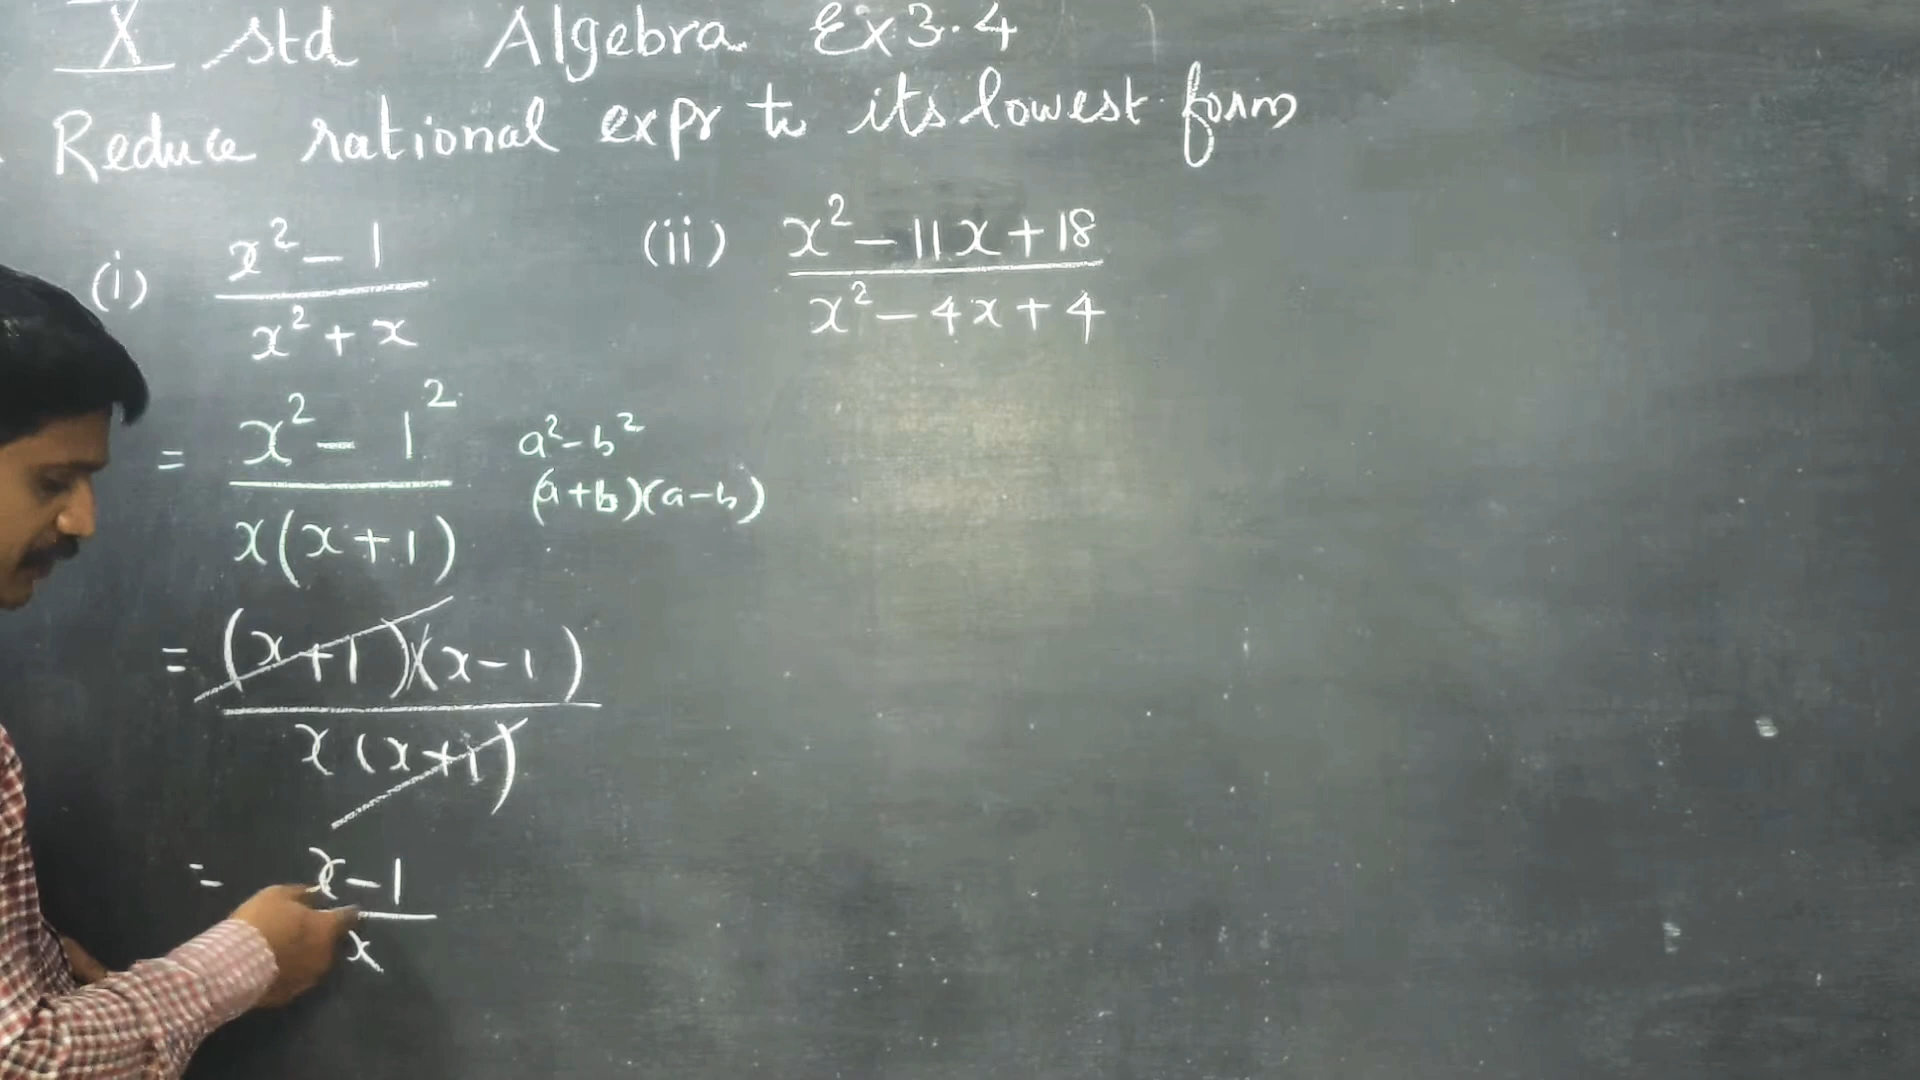 X std Algebra Ex 3.4
Reduce rational expr to its lowest form
(i) x² - 1
x² + x
= x² - 1²
x(x+1)
a² - b²
(a+b)(a-b)
= (x+1)(x-1)
x(x+1)
= x-1
x
(ii) x² - 11x + 18
x² - 4x + 4